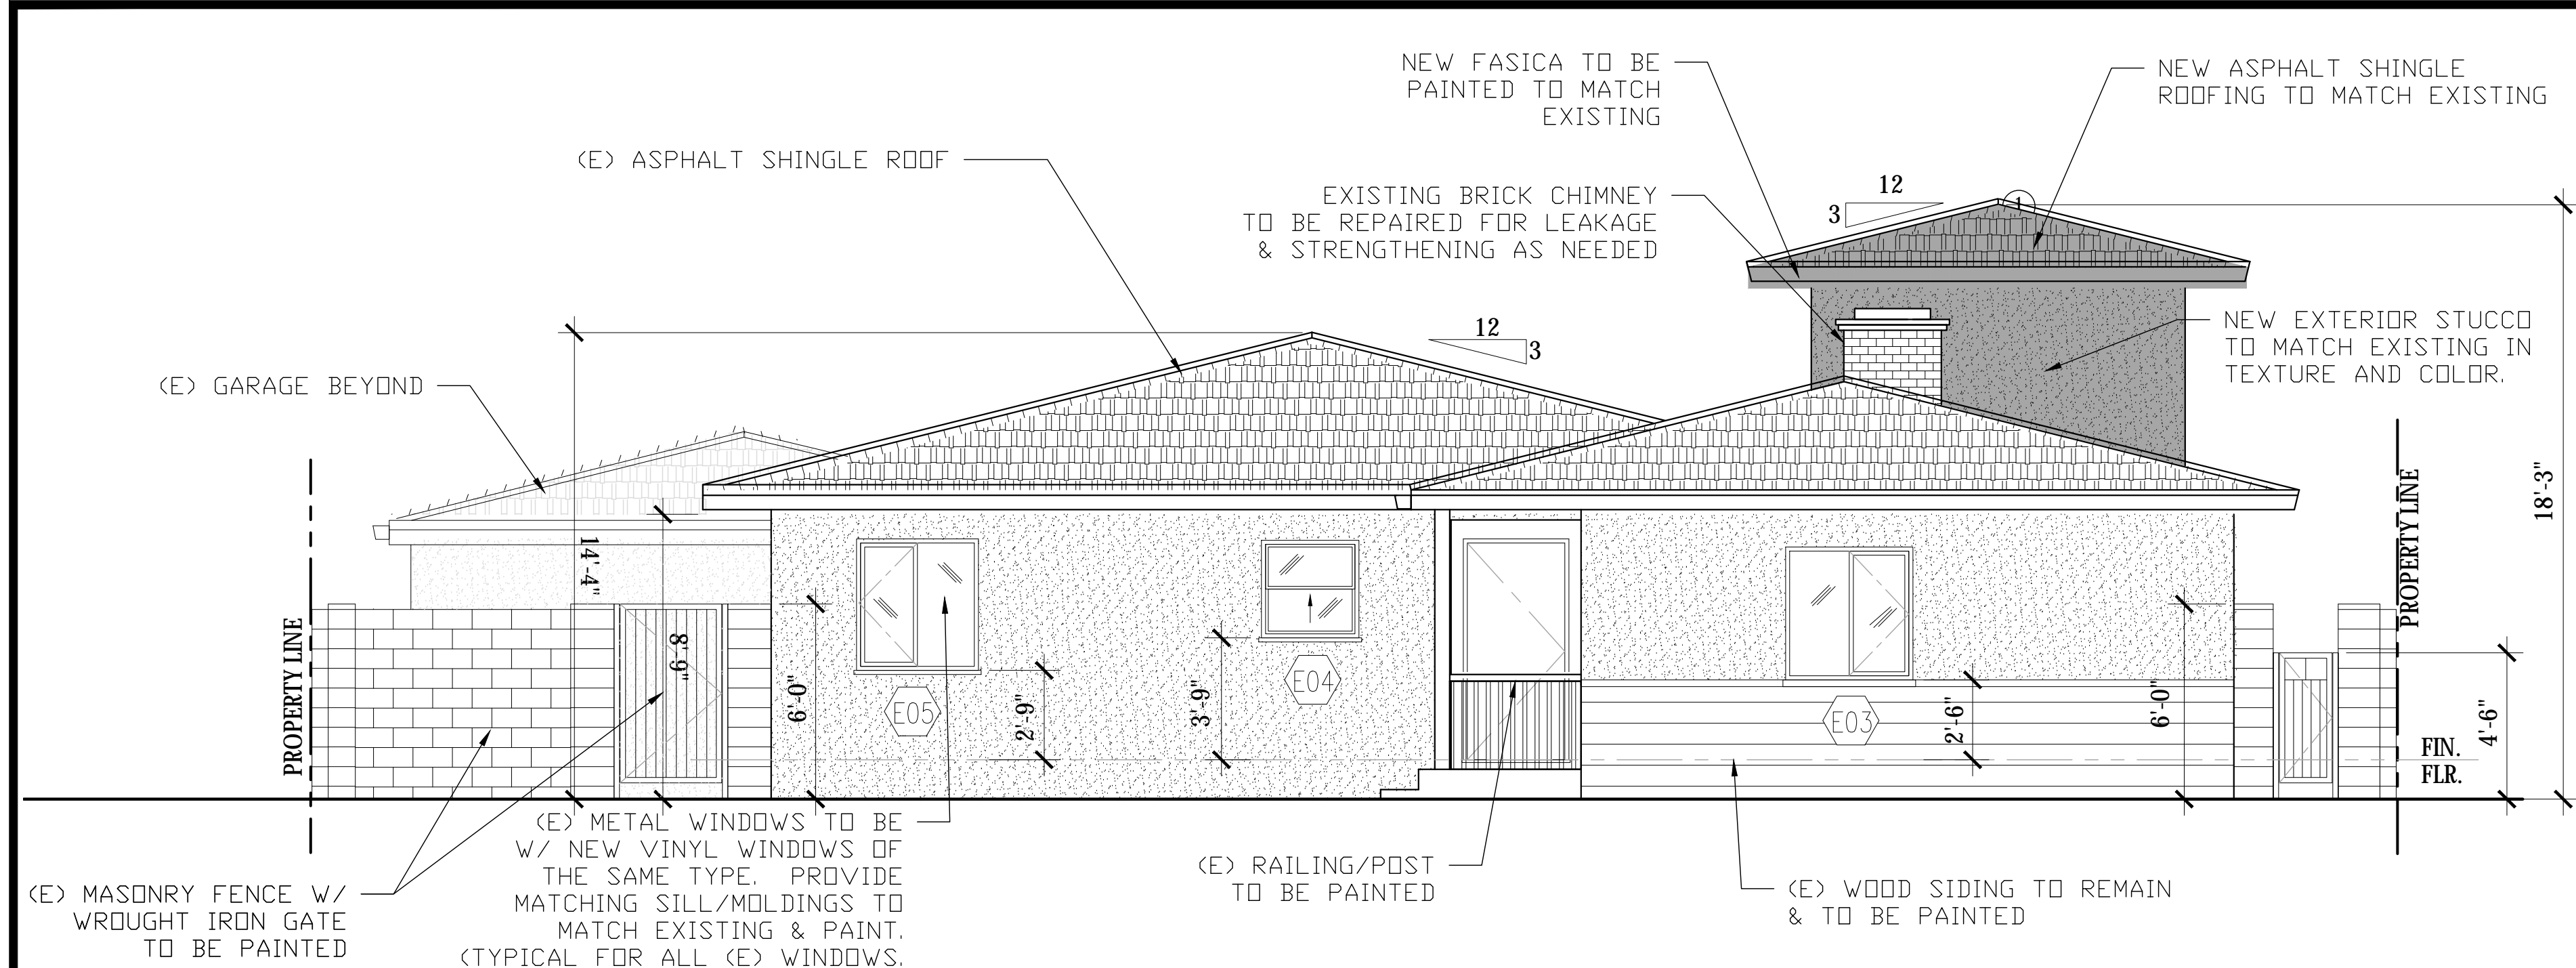 NEW FASICA TO BE
PAINTED TO MATCH
EXISTING
NEW ASPHALT SHINGLE
ROOFING TO MATCH EXISTING
(E) ASPHALT SHINGLE ROOF
EXISTING BRICK CHIMNEY
TO BE REPAIRED FOR LEAKAGE
& STRENGTHENING AS NEEDED
12
3
1
12
3
NEW EXTERIOR STUCCO
TO MATCH EXISTING IN
TEXTURE AND COLOR.
(E) GARAGE BEYOND
PROPERTY LINE
14'-4"
8'-9"
6'-0"
E05
2'-9"
3'-9"
E04
E03
2'-6"
6'-0"
PROPERTY LINE
18'-3"
4'-6"
FIN.
FLR.
(E) MASONRY FENCE W/
WROUGHT IRON GATE
TO BE PAINTED
(E) METAL WINDOWS TO BE
W/ NEW VINYL WINDOWS OF
THE SAME TYPE. PROVIDE
MATCHING SILL/MOLDINGS TO
MATCH EXISTING & PAINT.
(TYPICAL FOR ALL (E) WINDOWS.
(E) RAILING/POST
TO BE PAINTED
(E) WOOD SIDING TO REMAIN
& TO BE PAINTED